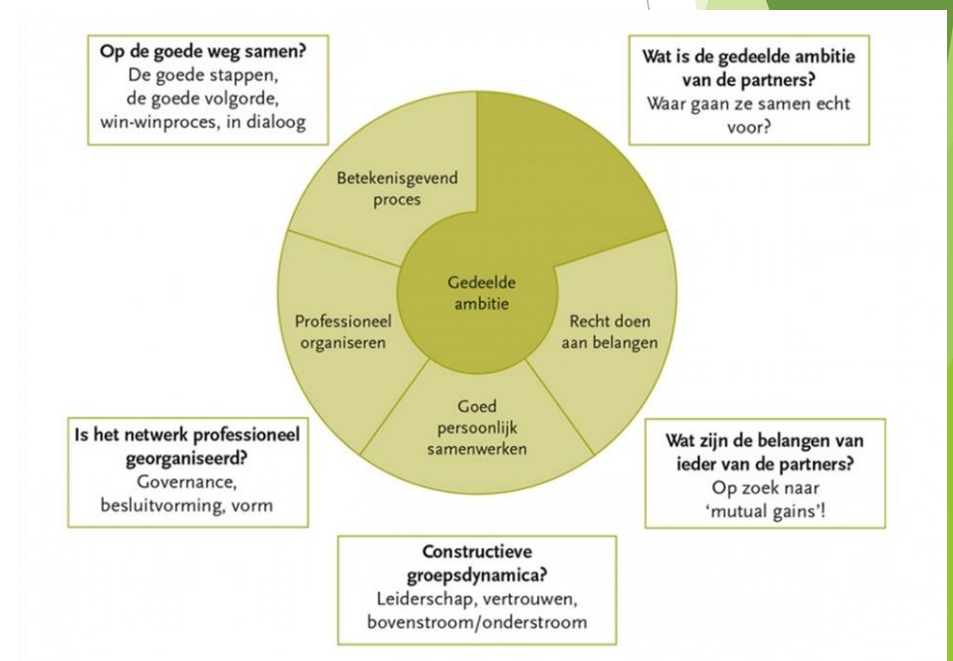 Op de goede weg samen?
De goede stappen,
de goede volgorde,
win-winproces, in dialoog
Wat is de gedeelde ambitie
van de partners?
Waar gaan ze samen echt
voor?
Betekenisgevend
proces
Gedeelde
ambitie
Professioneel
organiseren
Recht doen
aan belangen
Goed
persoonlijk
samenwerken
Is het netwerk professioneel
georganiseerd?
Governance,
besluitvorming, vorm
Wat zijn de belangen van
ieder van de partners?
Op zoek naar
‘mutual gains’!
Constructieve
groepsdynamica?
Leiderschap, vertrouwen,
bovenstroom/onderstroom